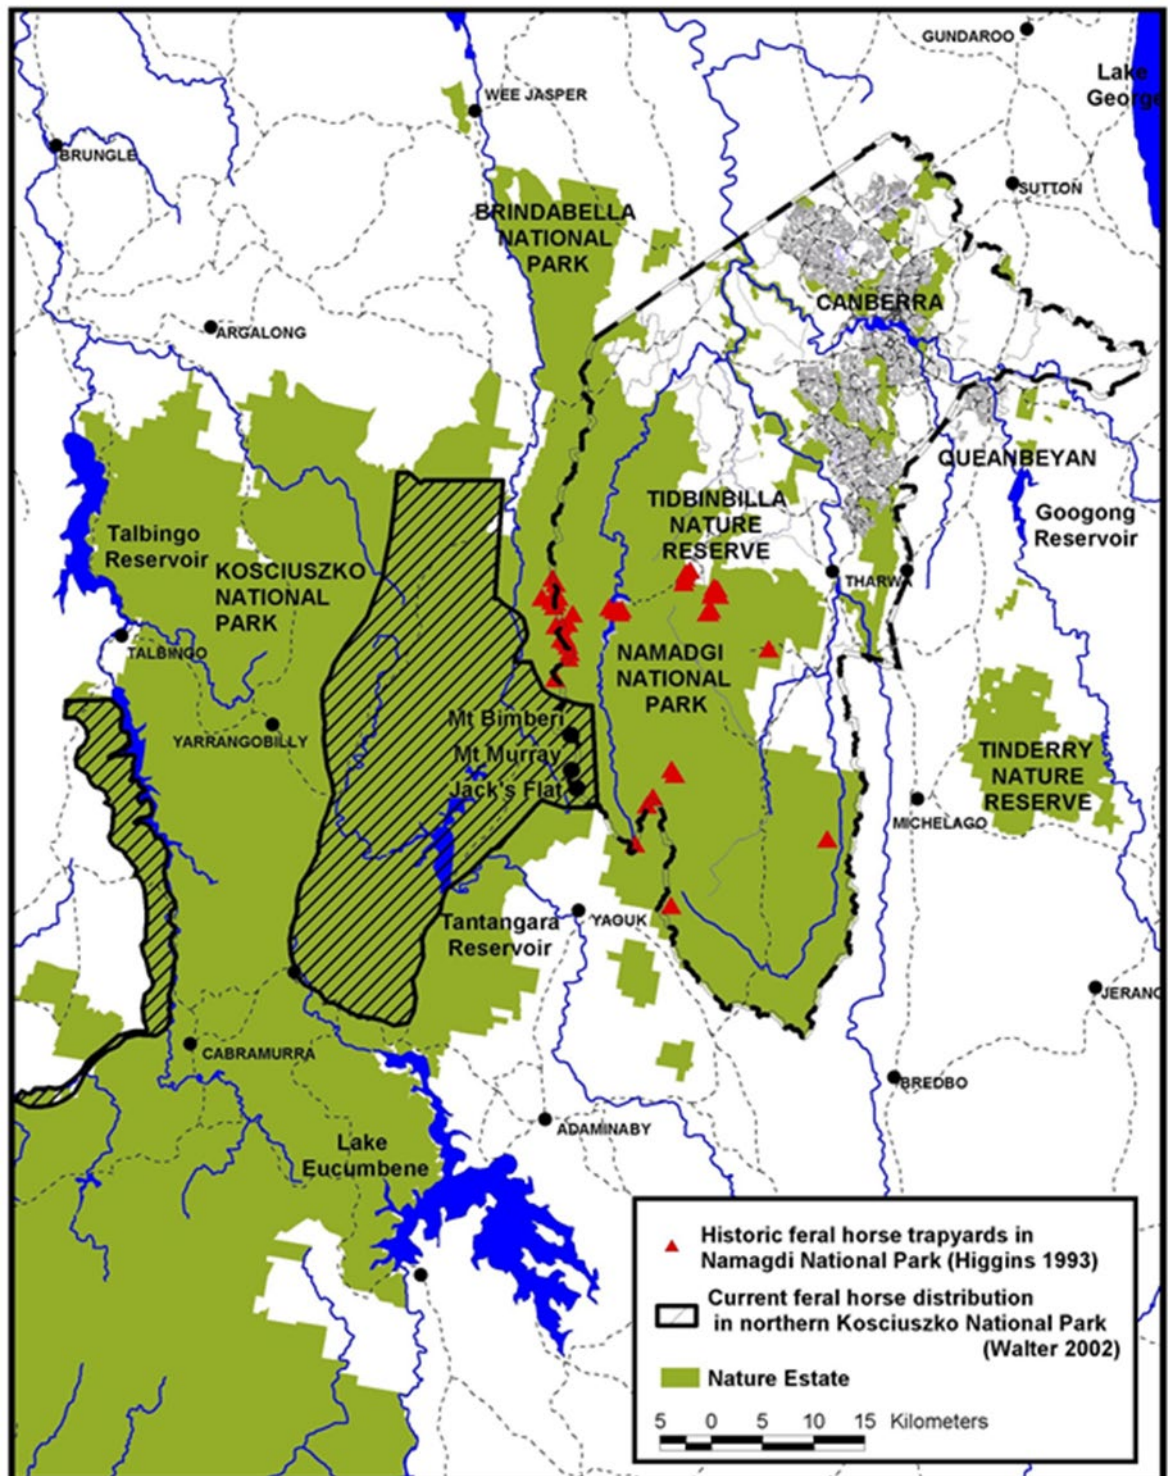 GUNDAROO
Lake
George
WEE JASPER
BRUNGLE
SUTTON
BRINDABELLA
NATIONAL
PARK
CANBERRA
ARGALONG
QUEANBEYAN
TIDBINBILLA
NATURE
RESERVE
Googong
Reservoir
Talbingo
Reservoir
KOSCIUSZKO
NATIONAL
PARK
THARWA
TALBINGO
NAMADGI
NATIONAL
PARK
Mt Bimberi
YARRANGOBILLY
Mt Murray
Jack's Flat
TINDERRY
NATURE
RESERVE
MICHELAGO
Tantangara
Reservoir
YAOUK
JERANG
CABRAMURRA
BREDBO
ADAMINABY
Lake
Eucumbene
Historic feral horse trapyards in
Namagdi National Park (Higgins 1993)
Current feral horse distribution
in northern Kosciuszko National Park
(Walter 2002)
Nature Estate
5 0 5 10 15 Kilometers